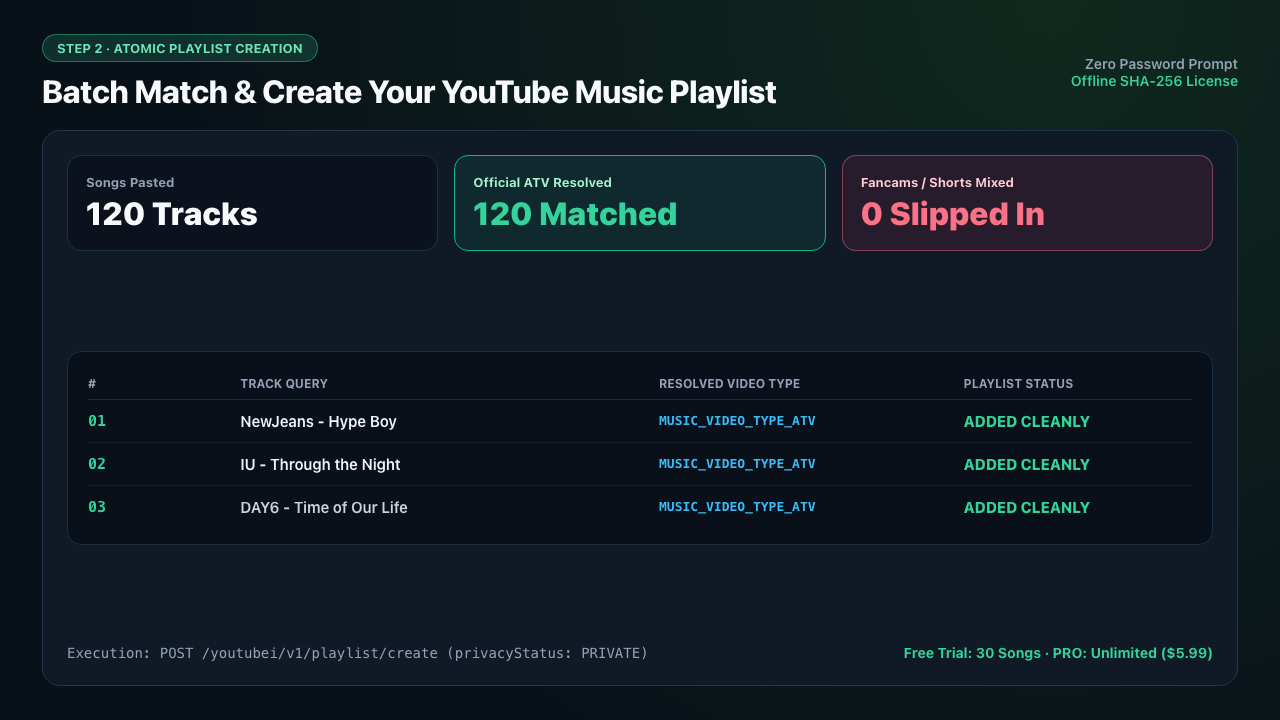 STEP 2 · ATOMIC PLAYLIST CREATION
Batch Match & Create Your YouTube Music Playlist
Zero Password Prompt
Offline SHA-256 License
Songs Pasted
120 Tracks
Official ATV Resolved
120 Matched
Fancams / Shorts Mixed
0 Slipped In
# TRACK QUERY RESOLVED VIDEO TYPE PLAYLIST STATUS
01 NewJeans - Hype Boy MUSIC_VIDEO_TYPE_ATV ADDED CLEANLY
02 IU - Through the Night MUSIC_VIDEO_TYPE_ATV ADDED CLEANLY
03 DAY6 - Time of Our Life MUSIC_VIDEO_TYPE_ATV ADDED CLEANLY
Execution: POST /youtubei/v1/playlist/create (privacyStatus: PRIVATE)
Free Trial: 30 Songs · PRO: Unlimited ($5.99)